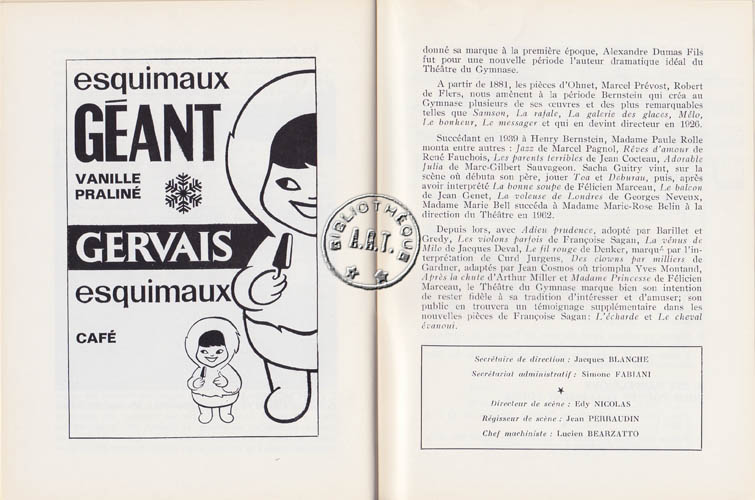 esquimaux
GÉANT
VANILLE
PRALINÉ
GERVAIS
esquimaux
CAFÉ
BIBLIOTHÈQUE
A.R.T.
donné sa marque à la première époque, Alexandre Dumas Fils
fut pour une nouvelle période l'auteur dramatique idéal du
Théâtre du Gymnase.
A partir de 1881, les pièces d'Ohnet, Marcel Prévost, Robert
de Flers, nous amènent à la période Bernstein qui créa au
Gymnase plusieurs de ses œuvres et des plus remarquables
telles que Samson, La rafale, La galerie des glaces, Mélo,
Le bonheur, Le messager et qui en devint directeur en 1926.
Succédant en 1939 à Henry Bernstein, Madame Paule Rolle
monta entre autres : Jazz de Marcel Pagnol, Rêves d'amour de
René Fauchois, Les parents terribles de Jean Cocteau, Adorable
Julia de Marc-Gilbert Sauvageon. Sacha Guitry vint, sur la
scène où débuta son père, jouer Toa et Deburau, puis, après
avoir interprété La bonne soupe de Félicien Marceau, Le balcon
de Jean Genet, La voleuse de Londres de Georges Neveux,
Madame Marie Bell succéda à Madame Marie-Rose Belin à la
direction du Théâtre en 1962.
Depuis lors, avec Adieu prudence, adopté par Barillet et
Gredy, Les violons parfois de Françoise Sagan, La vénus de
Milo de Jacques Deval, Le fil rouge de Denker, marqué par l'in-
terprétation de Curd Jurgens, Des clowns par milliers de
Gardner, adaptés par Jean Cosmos où triompha Yves Montand,
Après la chute d'Arthur Miller et Madame Princesse de Félicien
Marceau, le Théâtre du Gymnase marque bien son intention
de rester fidèle à sa tradition d'intéresser et d'amuser; son
public en trouvera un témoignage supplémentaire dans les
nouvelles pièces de Françoise Sagan : L'écharde et Le cheval
évanoui.
Secrétaire de direction : Jacques BLANCHE
Secrétariat administratif : Simone FABIANI
Directeur de scène : Edy NICOLAS
Régisseur de scène : Jean PERRAUDIN
Chef machiniste : Lucien BEARZATTO